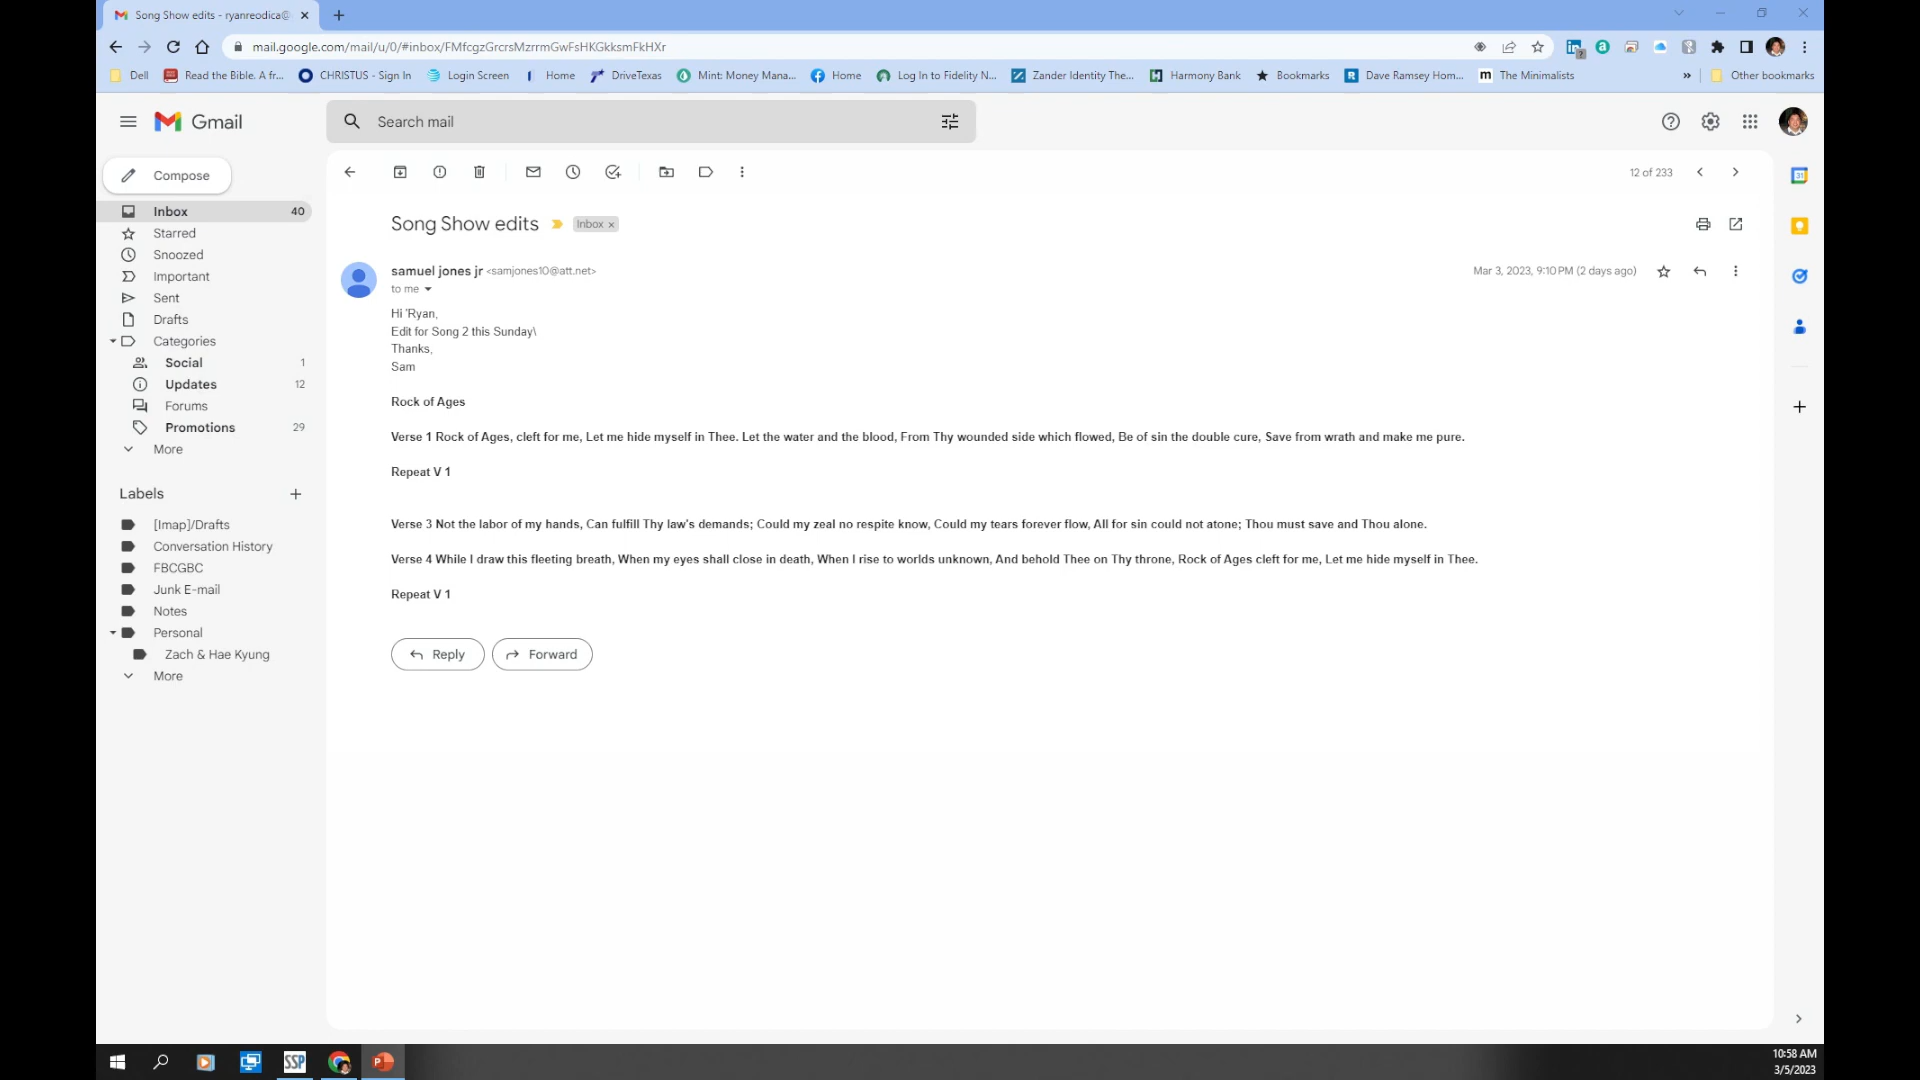 Song Show edits - ryanreodica@
mail.google.com/mail/u/0/#inbox/FMfcgzGrcrsMzrrmGwFsHKGkksmFkHXr
Dell Read the Bible. A fr... CHRISTUS - Sign In Login Screen Home DriveTexas Mint: Money Mana... Home Log In to Fidelity N... Zander Identity The... Harmony Bank Bookmarks Dave Ramsey Hom... The Minimalists » Other bookmarks
Gmail
Search mail
Compose
12 of 233
Inbox 40
Starred
Snoozed
Important
Sent
Drafts
Categories
Social 1
Updates 12
Forums
Promotions 29
More
Labels
[Imap]/Drafts
Conversation History
FBCGBC
Junk E-mail
Notes
Personal
Zach & Hae Kyung
More
Song Show edits Inbox x
samuel jones jr <samjones10@att.net>
Mar 3, 2023, 9:10 PM (2 days ago)
to me
Hi 'Ryan,
Edit for Song 2 this Sunday\
Thanks,
Sam
Rock of Ages
Verse 1 Rock of Ages, cleft for me, Let me hide myself in Thee. Let the water and the blood, From Thy wounded side which flowed, Be of sin the double cure, Save from wrath and make me pure.
Repeat V 1
Verse 3 Not the labor of my hands, Can fulfill Thy law's demands; Could my zeal no respite know, Could my tears forever flow, All for sin could not atone; Thou must save and Thou alone.
Verse 4 While I draw this fleeting breath, When my eyes shall close in death, When I rise to worlds unknown, And behold Thee on Thy throne, Rock of Ages cleft for me, Let me hide myself in Thee.
Repeat V 1
Reply
Forward
31
SSP
10:58 AM
3/5/2023